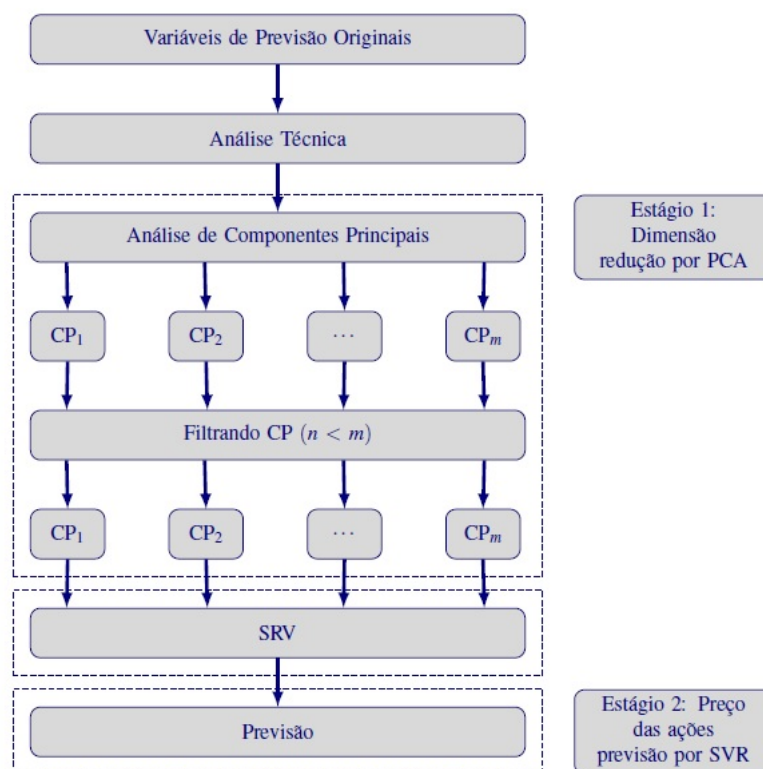 Variáveis de Previsão Originais
Análise Técnica
Análise de Componentes Principais
Estágio 1:
Dimensão
redução por PCA
CP₁ CP₂ ··· CPₘ
Filtrando CP (n < m)
CP₁ CP₂ ··· CPₘ
SRV
Previsão
Estágio 2: Preço
das ações
previsão por SVR